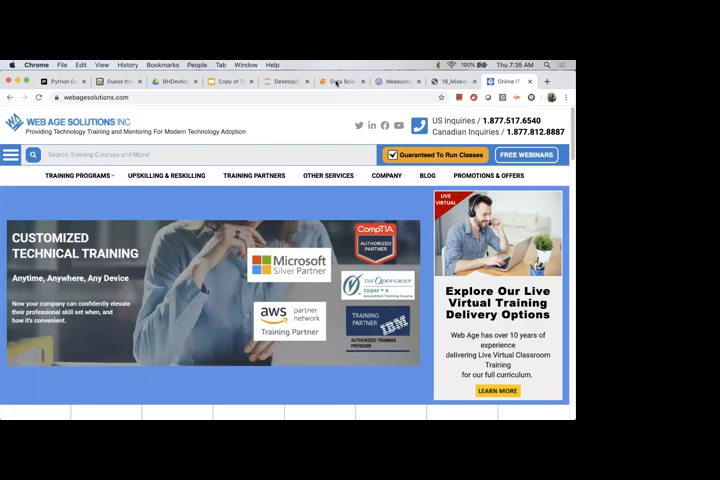 Chrome File Edit View History Bookmarks People Tab Window Help 100% Thu 7:35 AM
Python D Guess the BHDevMa Copy of T Desktop/ Data Scien Measuring 18_Missin Online IT
webagesolutions.com
WEB AGE SOLUTIONS INC
Providing Technology Training and Mentoring For Modern Technology Adoption
US Inquiries / 1.877.517.6540
Canadian Inquiries / 1.877.812.8887
Search Training Courses and More!
Guaranteed To Run Classes
FREE WEBINARS
TRAINING PROGRAMS UPSKILLING & RESKILLING TRAINING PARTNERS OTHER SERVICES COMPANY BLOG PROMOTIONS & OFFERS
CUSTOMIZED
TECHNICAL TRAINING
Anytime, Anywhere, Any Device
Now your company can confidently elevate
their professional skill set when, and
how it's convenient.
Microsoft
Silver Partner
aws partner
network
Training Partner
CompTIA
AUTHORIZED
PARTNER
THE Open GROUP
TOGAF 9
Accredited Training Course
TRAINING
PARTNER
IBM
AUTHORIZED TRAINING
PROVIDER
LIVE
VIRTUAL
Explore Our Live
Virtual Training
Delivery Options
Web Age has over 10 years of
experience
delivering Live Virtual Classroom
Training
for our full curriculum.
LEARN MORE